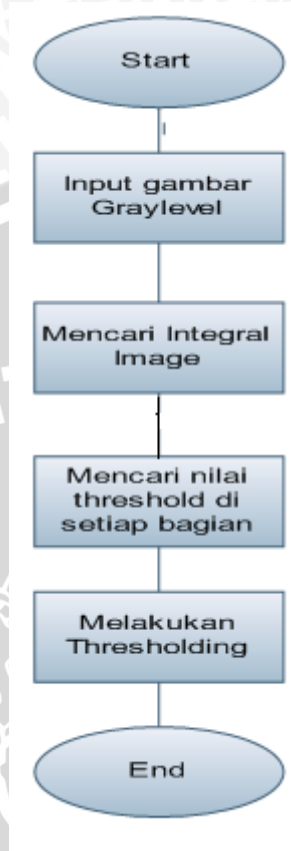 Start
Input gambar
Graylevel
Mencari Integral
Image
Mencari nilai
threshold di
setiap bagian
Melakukan
Thresholding
End